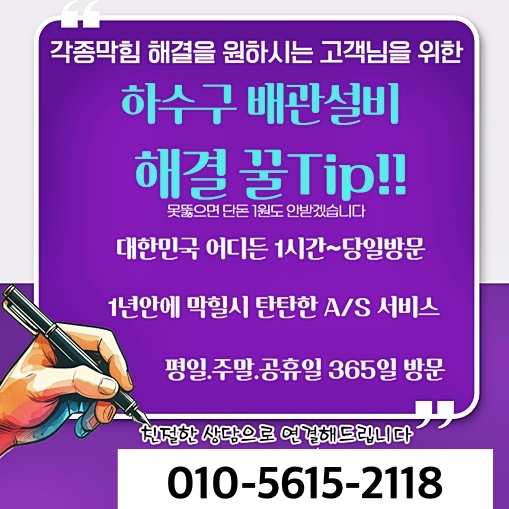 각종막힘 해결을 원하시는 고객님을 위한
하수구 배관설비
해결 꿀Tip!!
못뚫으면 단돈 1원도 안받겠습니다
대한민국 어디든 1시간~당일방문
1년안에 막힐시 탄탄한 A/S 서비스
평일.주말.공휴일 365일 방문
친절한 상담으로 연결해드립니다
010-5615-2118